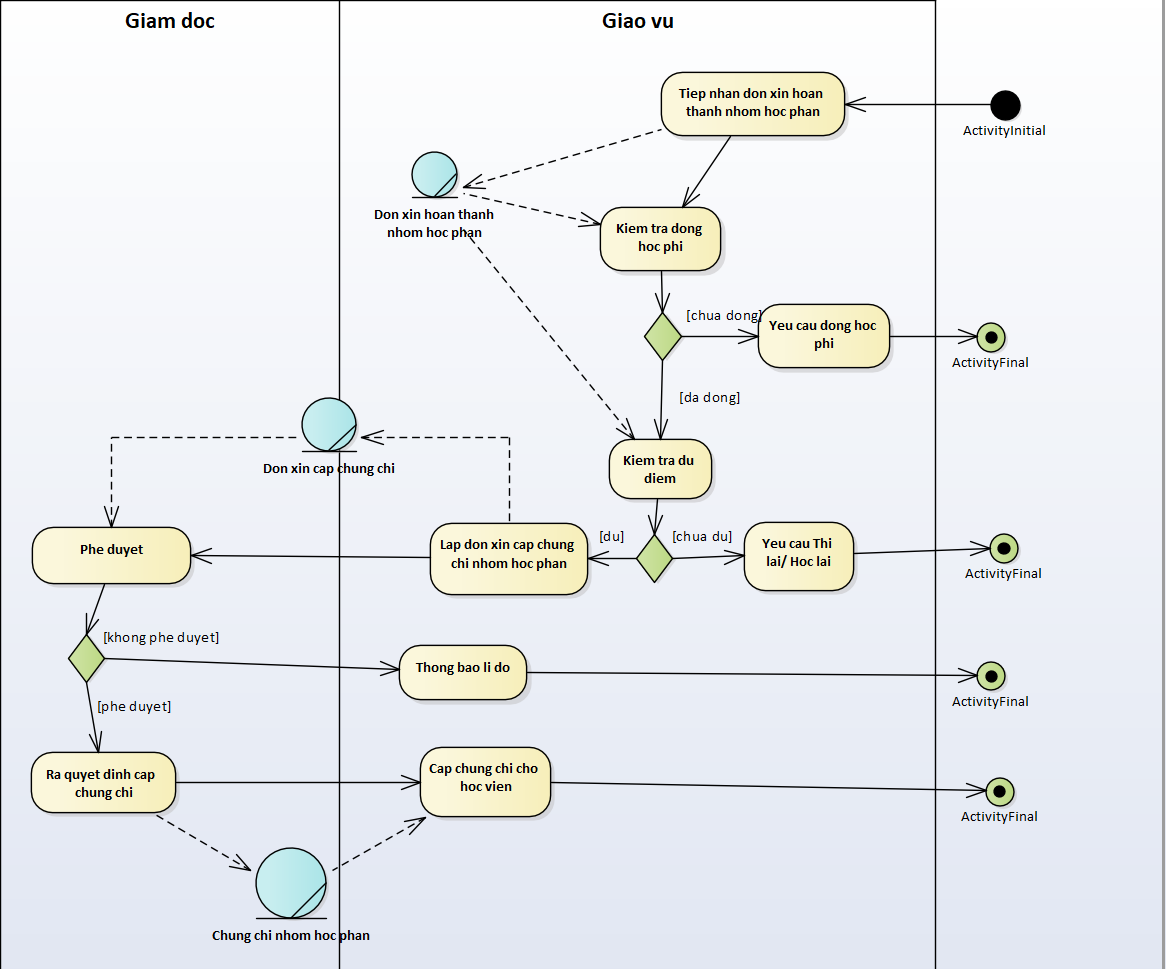 Giam doc
Giao vu
Tiep nhan don xin hoan
thanh nhom hoc phan
ActivityInitial
Don xin hoan thanh
nhom hoc phan
Kiem tra dong
hoc phi
[chua dong]
Yeu cau dong hoc
phi
ActivityFinal
[da dong]
Don xin cap chung chi
Kiem tra du
diem
Phe duyet
Lap don xin cap chung
chi nhom hoc phan
[du]
[chua du]
Yeu cau Thi
lai/ Hoc lai
ActivityFinal
[khong phe duyet]
Thong bao li do
ActivityFinal
[phe duyet]
Ra quyet dinh cap
chung chi
Cap chung chi cho
hoc vien
ActivityFinal
Chung chi nhom hoc phan